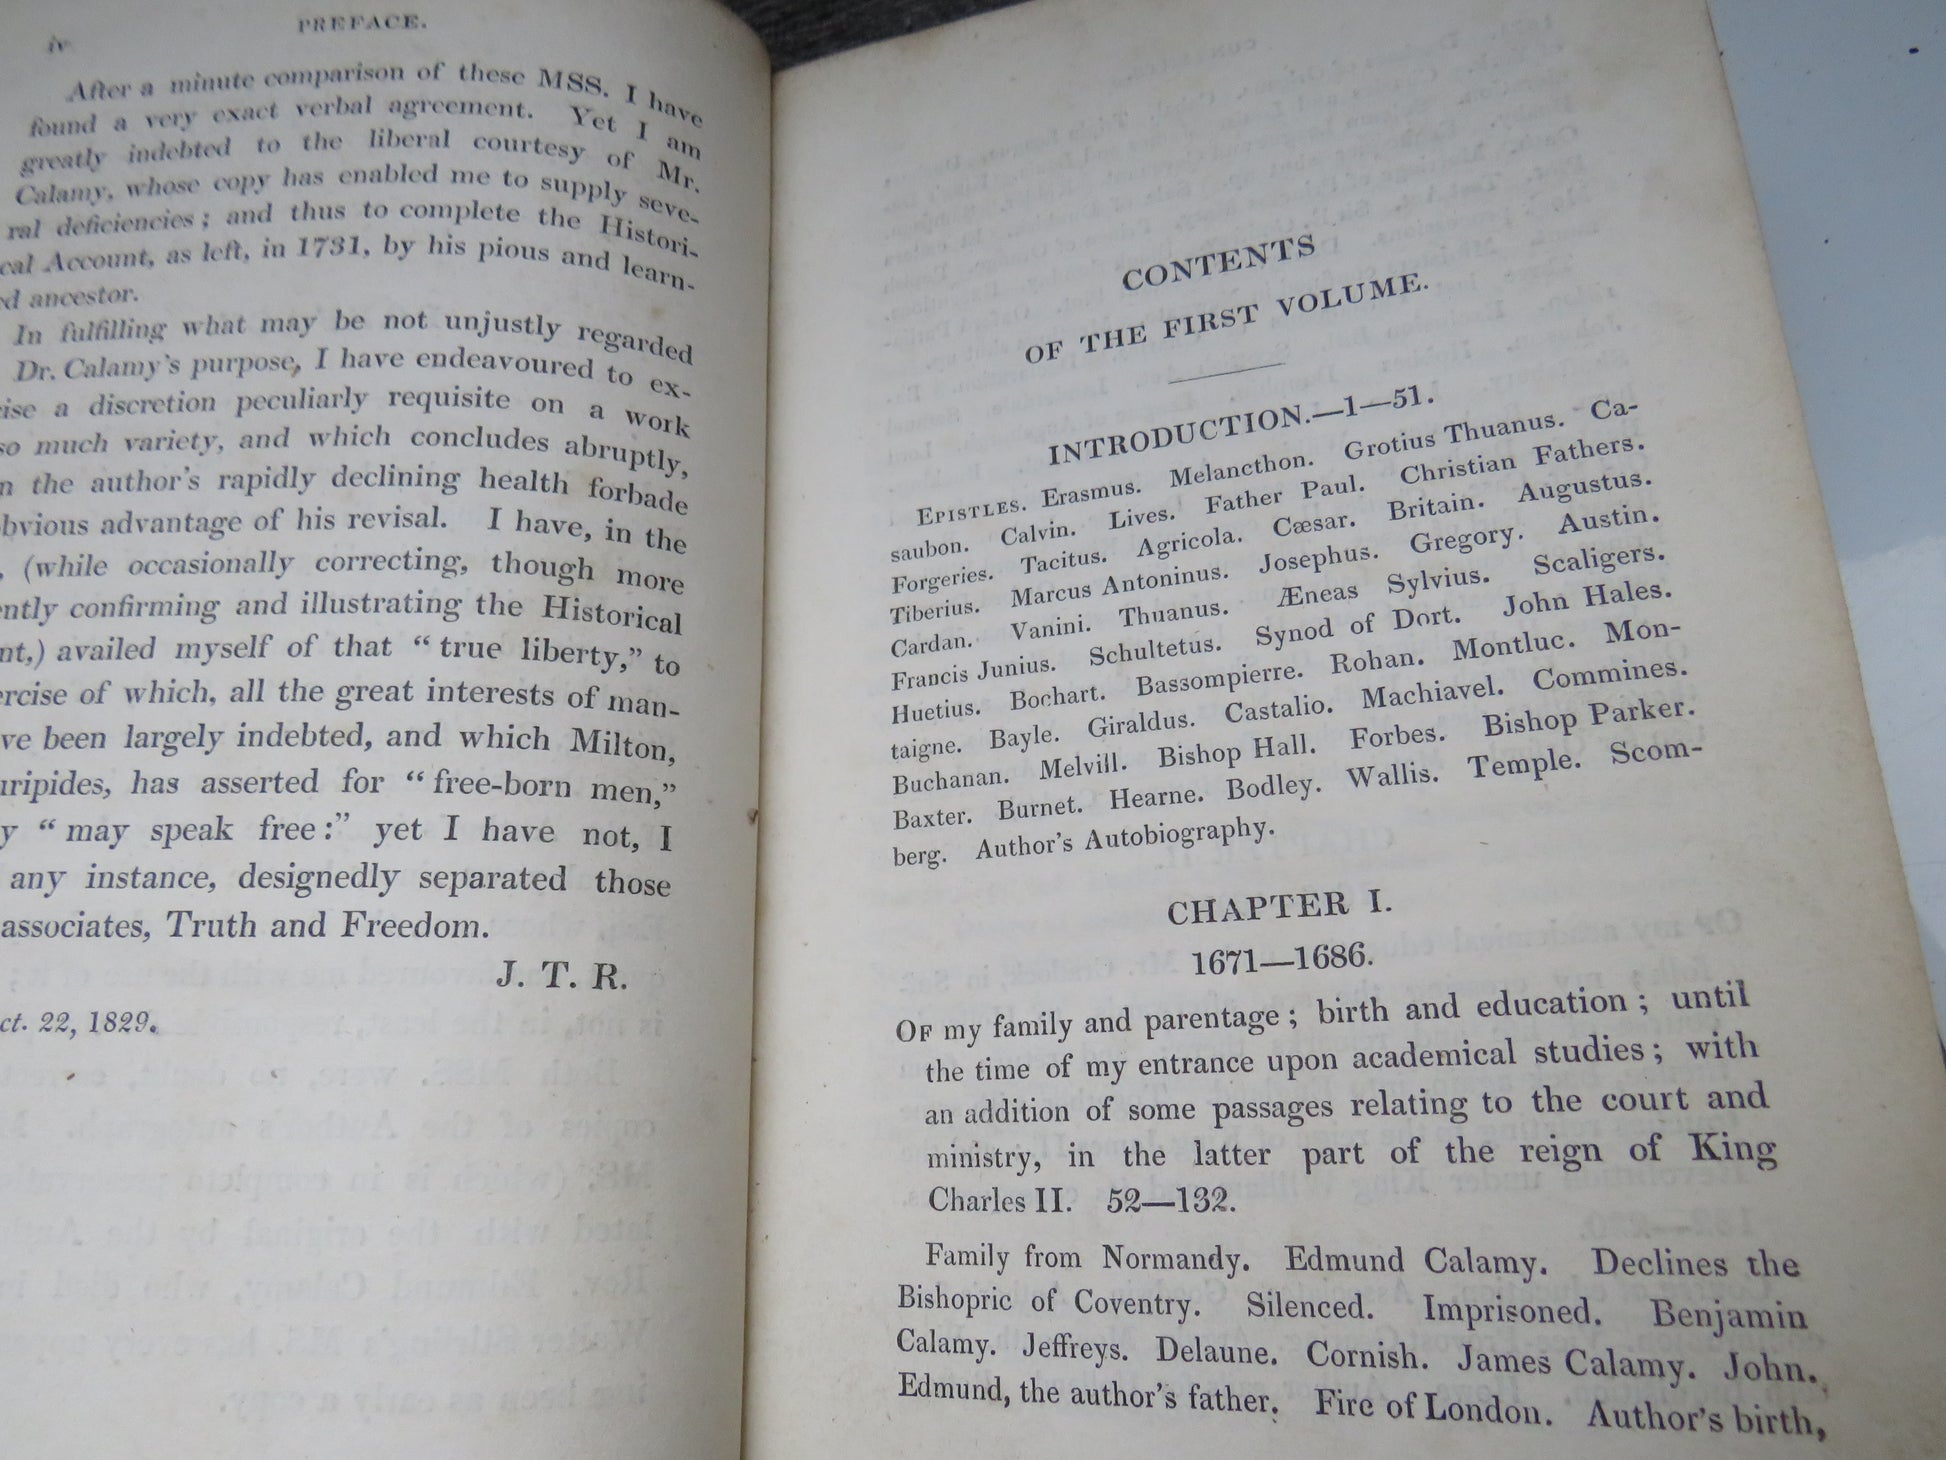 iv
PREFACE.
After a minute comparison of these MSS. I have
found a very exact verbal agreement. Yet I am
greatly indebted to the liberal courtesy of Mr.
Calamy, whose copy has enabled me to supply seve-
ral deficiencies; and thus to complete the Histori-
cal Account, as left, in 1731, by his pious and learn-
ed ancestor.
In fulfilling what may be not unjustly regarded
Dr. Calamy's purpose, I have endeavoured to ex-
a discretion peculiarly requisite on a work
so much variety, and which concludes abruptly,
the author's rapidly declining health forbade
obvious advantage of his revisal. I have, in the
(while occasionally correcting, though more
confirming and illustrating the Historical
availed myself of that "true liberty," to
of which, all the great interests of man-
been largely indebted, and which Milton,
has asserted for "free-born men,"
"may speak free:" yet I have not, I
any instance, designedly separated those
associates, Truth and Freedom.
J. T. R.
ct. 22, 1829.
CONTENTS
OF THE FIRST VOLUME.
INTRODUCTION.—1—51.
EPISTLES. Erasmus. Melancthon. Grotius Thuanus. Ca-
saubon. Calvin. Lives. Father Paul. Christian Fathers.
Forgeries. Tacitus. Agricola. Cæsar. Britain. Augustus.
Tiberius. Marcus Antoninus. Josephus. Gregory. Austin.
Cardan. Vanini. Thuanus. Æneas Sylvius. Scaligers.
Francis Junius. Schultetus. Synod of Dort. John Hales.
Huetius. Bochart. Bassompierre. Rohan. Montluc. Mon-
taigne. Bayle. Giraldus. Castalio. Machiavel. Commines.
Buchanan. Melvill. Bishop Hall. Forbes. Bishop Parker.
Baxter. Burnet. Hearne. Bodley. Wallis. Temple. Scom-
berg. Author's Autobiography.
CHAPTER I.
1671—1686.
OF my family and parentage; birth and education; until
the time of my entrance upon academical studies; with
an addition of some passages relating to the court and
ministry, in the latter part of the reign of King
Charles II. 52—132.
Family from Normandy. Edmund Calamy. Declines the
Bishopric of Coventry. Silenced. Imprisoned. Benjamin
Calamy. Jeffreys. Delaune. Cornish. James Calamy. John.
Edmund, the author's father. Fire of London. Author's birth,